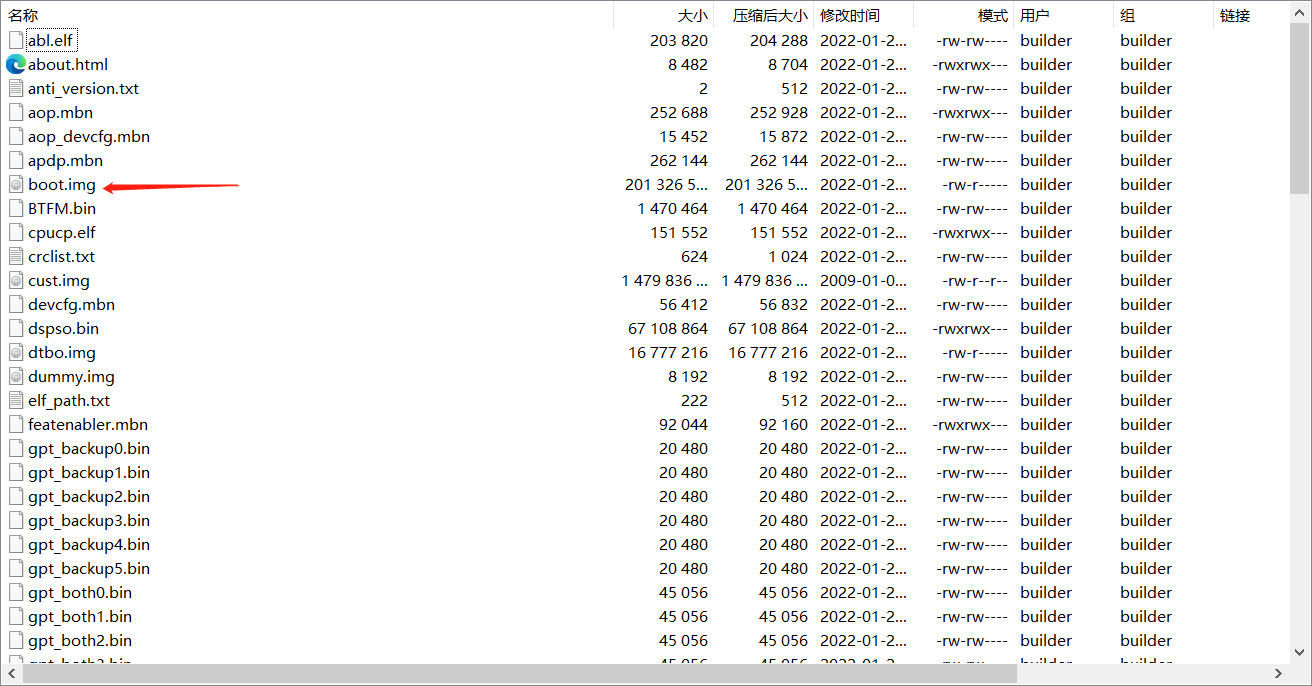 名称 大小 压缩后大小 修改时间 模式 用户 组 链接
abl.elf 203 820 204 288 2022-01-2... -rw-rw---- builder builder
about.html 8 482 8 704 2022-01-2... -rwxrwx--- builder builder
anti_version.txt 2 512 2022-01-2... -rw-rw---- builder builder
aop.mbn 252 688 252 928 2022-01-2... -rwxrwx--- builder builder
aop_devcfg.mbn 15 452 15 872 2022-01-2... -rw-rw---- builder builder
apdp.mbn 262 144 262 144 2022-01-2... -rw-rw---- builder builder
boot.img 201 326 5... 201 326 5... 2022-01-2... -rw-r----- builder builder
BTFM.bin 1 470 464 1 470 464 2022-01-2... -rw-rw---- builder builder
cpucp.elf 151 552 151 552 2022-01-2... -rwxrwx--- builder builder
crclist.txt 624 1 024 2022-01-2... -rw-rw---- builder builder
cust.img 1 479 836 ... 1 479 836 ... 2009-01-0... -rw-r--r-- builder builder
devcfg.mbn 56 412 56 832 2022-01-2... -rw-rw---- builder builder
dspso.bin 67 108 864 67 108 864 2022-01-2... -rwxrwx--- builder builder
dtbo.img 16 777 216 16 777 216 2022-01-2... -rw-r----- builder builder
dummy.img 8 192 8 192 2022-01-2... -rw-rw---- builder builder
elf_path.txt 222 512 2022-01-2... -rw-rw---- builder builder
featenabler.mbn 92 044 92 160 2022-01-2... -rwxrwx--- builder builder
gpt_backup0.bin 20 480 20 480 2022-01-2... -rw-rw---- builder builder
gpt_backup1.bin 20 480 20 480 2022-01-2... -rw-rw---- builder builder
gpt_backup2.bin 20 480 20 480 2022-01-2... -rw-rw---- builder builder
gpt_backup3.bin 20 480 20 480 2022-01-2... -rw-rw---- builder builder
gpt_backup4.bin 20 480 20 480 2022-01-2... -rw-rw---- builder builder
gpt_backup5.bin 20 480 20 480 2022-01-2... -rw-rw---- builder builder
gpt_both0.bin 45 056 45 056 2022-01-2... -rw-rw---- builder builder
gpt_both1.bin 45 056 45 056 2022-01-2... -rw-rw---- builder builder
gpt_both2.bin 45 056 45 056 2022-01-2... -rw-rw---- builder builder